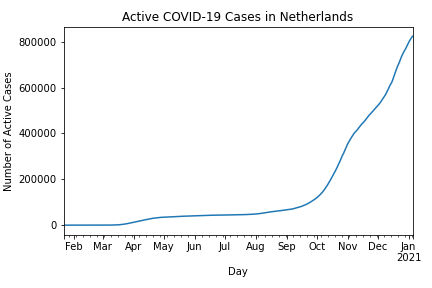 Active COVID-19 Cases in Netherlands
Number of Active Cases
800000
600000
400000
200000
0
Feb Mar Apr May Jun Jul Aug Sep Oct Nov Dec Jan
2021
Day